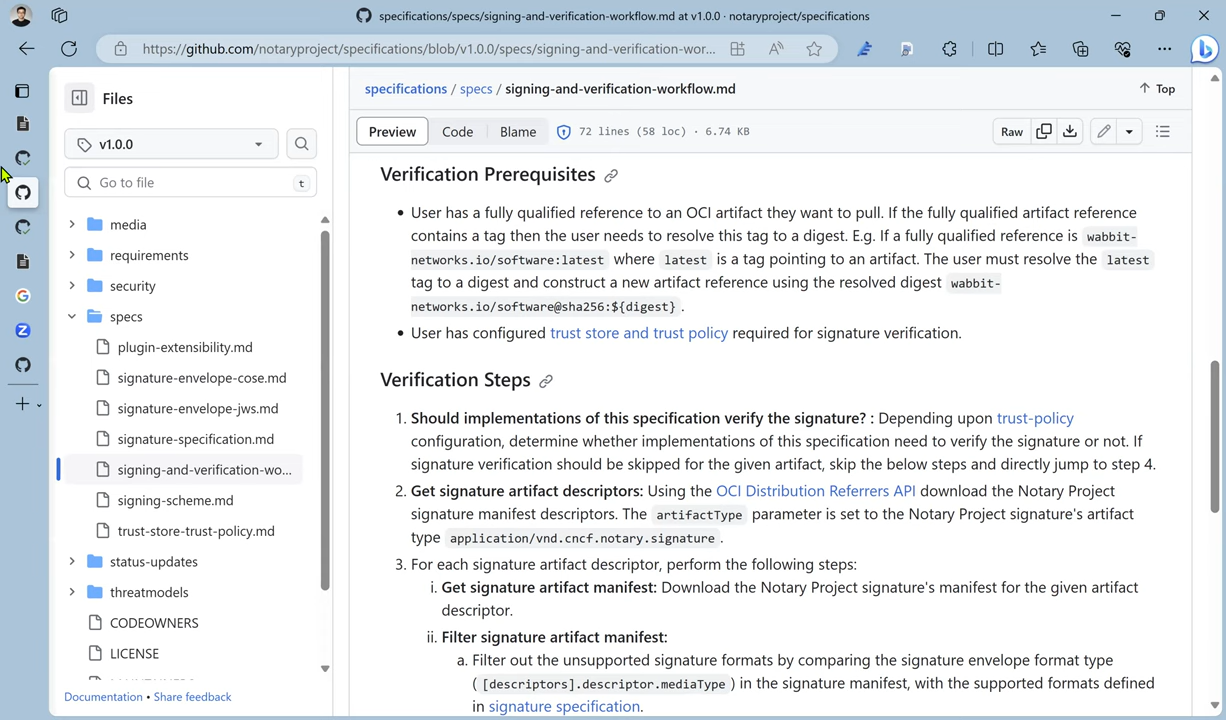 specifications/specs/signing-and-verification-workflow.md at v1.0.0 · notaryproject/specifications
https://github.com/notaryproject/specifications/blob/v1.0.0/specs/signing-and-verification-wor...
Files
v1.0.0
Go to file
t
media
requirements
security
specs
plugin-extensibility.md
signature-envelope-cose.md
signature-envelope-jws.md
signature-specification.md
signing-and-verification-wo...
signing-scheme.md
trust-store-trust-policy.md
status-updates
threatmodels
CODEOWNERS
LICENSE
Documentation • Share feedback
specifications / specs / signing-and-verification-workflow.md
Top
Preview Code Blame 72 lines (58 loc) · 6.74 KB
Raw
Verification Prerequisites
• User has a fully qualified reference to an OCI artifact they want to pull. If the fully qualified artifact reference
contains a tag then the user needs to resolve this tag to a digest. E.g. If a fully qualified reference is wabbit-
networks.io/software:latest where latest is a tag pointing to an artifact. The user must resolve the latest
tag to a digest and construct a new artifact reference using the resolved digest wabbit-
networks.io/software@sha256:${digest} .
• User has configured trust store and trust policy required for signature verification.
Verification Steps
1. Should implementations of this specification verify the signature? : Depending upon trust-policy
configuration, determine whether implementations of this specification need to verify the signature or not. If
signature verification should be skipped for the given artifact, skip the below steps and directly jump to step 4.
2. Get signature artifact descriptors: Using the OCI Distribution Referrers API download the Notary Project
signature manifest descriptors. The artifactType parameter is set to the Notary Project signature's artifact
type application/vnd.cncf.notary.signature .
3. For each signature artifact descriptor, perform the following steps:
i. Get signature artifact manifest: Download the Notary Project signature's manifest for the given artifact
descriptor.
ii. Filter signature artifact manifest:
a. Filter out the unsupported signature formats by comparing the signature envelope format type
( [descriptors].descriptor.mediaType ) in the signature manifest, with the supported formats defined
in signature specification.